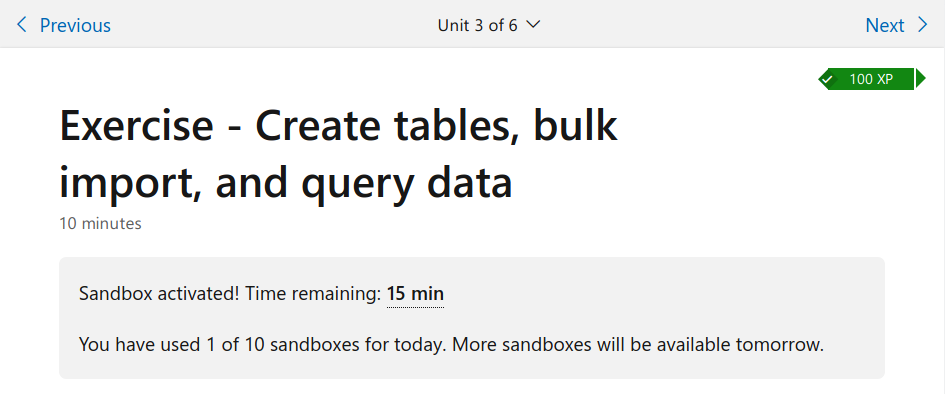 Previous
Unit 3 of 6
Next
100 XP
Exercise - Create tables, bulk
import, and query data
10 minutes
Sandbox activated! Time remaining: 15 min
You have used 1 of 10 sandboxes for today. More sandboxes will be available tomorrow.